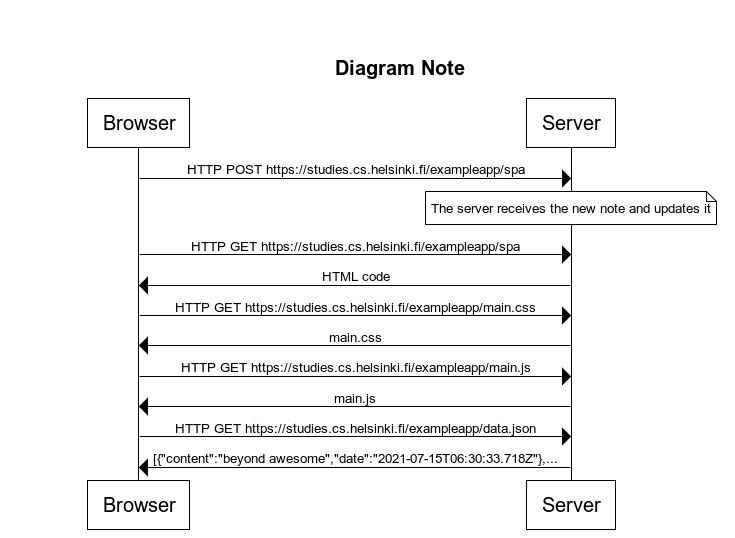 Diagram Note
Browser
Server
HTTP POST https://studies.cs.helsinki.fi/exampleapp/spa
The server receives the new note and updates it
HTTP GET https://studies.cs.helsinki.fi/exampleapp/spa
HTML code
HTTP GET https://studies.cs.helsinki.fi/exampleapp/main.css
main.css
HTTP GET https://studies.cs.helsinki.fi/exampleapp/main.js
main.js
HTTP GET https://studies.cs.helsinki.fi/exampleapp/data.json
[{"content":"beyond awesome","date":"2021-07-15T06:30:33.718Z"},...
Browser
Server